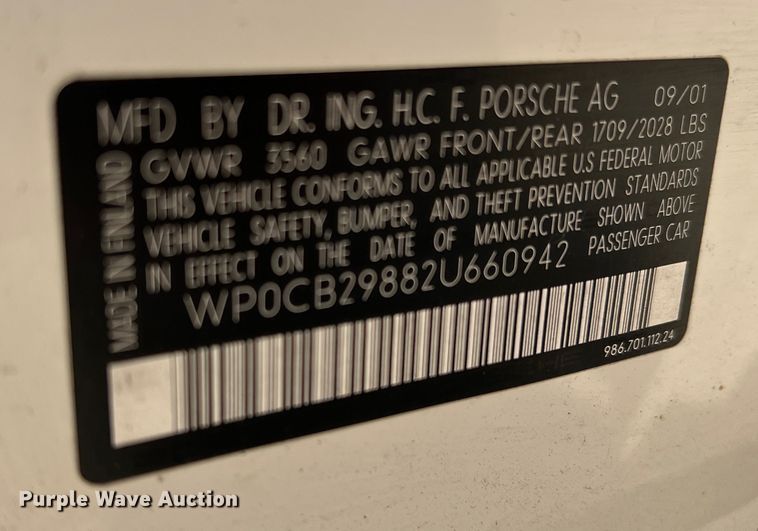 MFD BY DR. ING. H.C. F. PORSCHE AG 09/01
GVWR 3560 GAWR FRONT/REAR 1709/2028 LBS
THIS VEHICLE CONFORMS TO ALL APPLICABLE U.S FEDERAL MOTOR
VEHICLE SAFETY, BUMPER, AND THEFT PREVENTION STANDARDS
IN EFFECT ON THE DATE OF MANUFACTURE SHOWN ABOVE
WP0CB29882U660942 PASSENGER CAR
MADE IN FINLAND
986.701.112.24
Purple Wave Auction